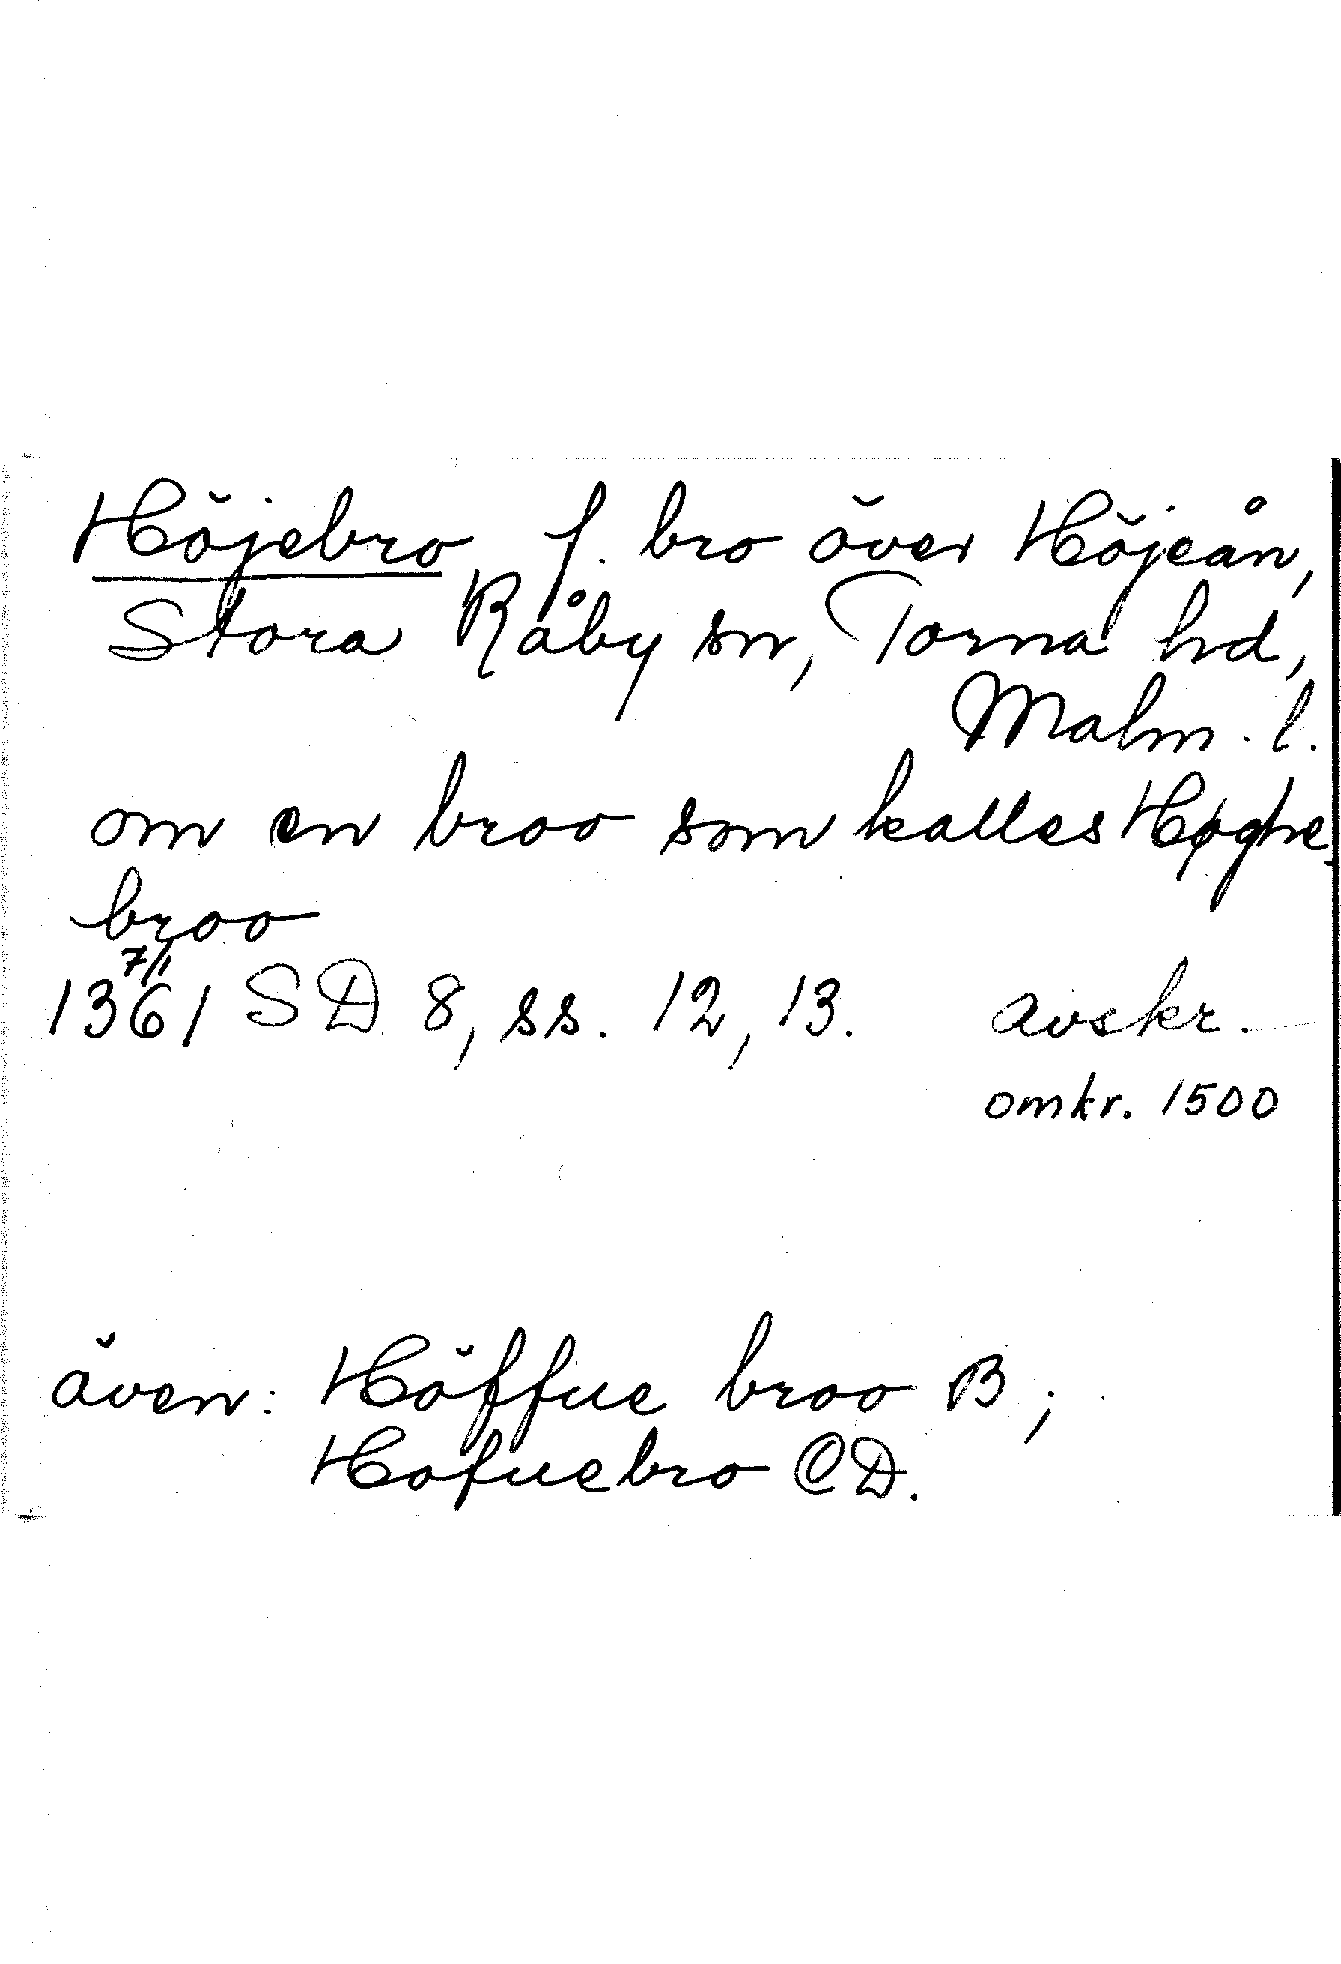 Höjebro f. bro över Höjeån,
Stora Råby sn, Torna hd,
Malm. l.
om en broo som kalles Høghe-
broo
7/1
1361 SD 8, ss. 12, 13. avskr.
omkr. 1500
även: Höffue broo B;
Hofuebro CD.